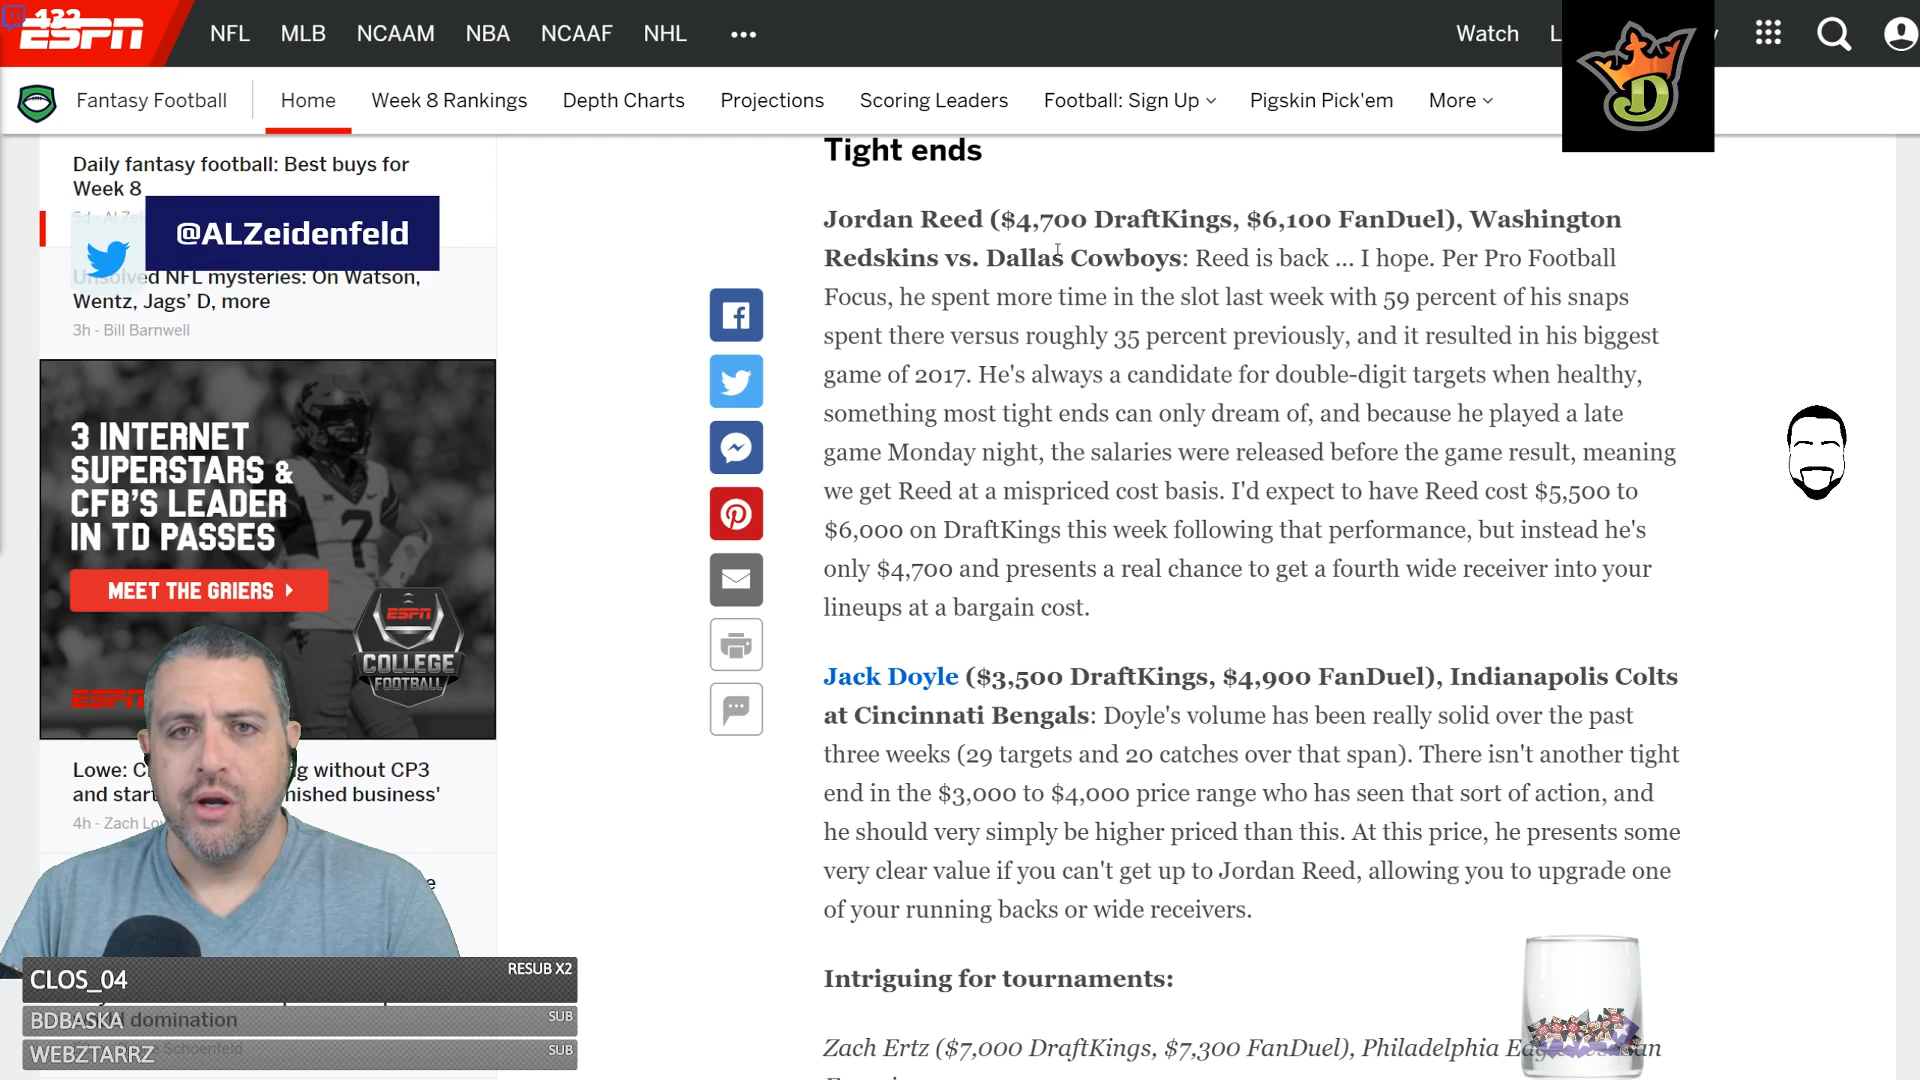 132
ESPN
NFL MLB NCAAM NBA NCAAF NHL •••
Watch
Fantasy Football Home Week 8 Rankings Depth Charts Projections Scoring Leaders Football: Sign Up Pigskin Pick'em More
D
Daily fantasy football: Best buys for
Week 8
@ALZeidenfeld
Unsolved NFL mysteries: On Watson,
Wentz, Jags' D, more
3h - Bill Barnwell
3 INTERNET
SUPERSTARS &
CFB'S LEADER
IN TD PASSES
MEET THE GRIERS
7
ESPN
COLLEGE
FOOTBALL
ESPN
Lowe: g without CP3
and star nished business'
4h - Zach Lo
CLOS_04 RESUB X2
BDBASKA domination SUB
WEBZTARRZ Schoenfeld SUB
Tight ends
Jordan Reed ($4,700 DraftKings, $6,100 FanDuel), Washington
Redskins vs. Dallas Cowboys: Reed is back ... I hope. Per Pro Football
Focus, he spent more time in the slot last week with 59 percent of his snaps
spent there versus roughly 35 percent previously, and it resulted in his biggest
game of 2017. He's always a candidate for double-digit targets when healthy,
something most tight ends can only dream of, and because he played a late
game Monday night, the salaries were released before the game result, meaning
we get Reed at a mispriced cost basis. I'd expect to have Reed cost $5,500 to
$6,000 on DraftKings this week following that performance, but instead he's
only $4,700 and presents a real chance to get a fourth wide receiver into your
lineups at a bargain cost.
Jack Doyle ($3,500 DraftKings, $4,900 FanDuel), Indianapolis Colts
at Cincinnati Bengals: Doyle's volume has been really solid over the past
three weeks (29 targets and 20 catches over that span). There isn't another tight
end in the $3,000 to $4,000 price range who has seen that sort of action, and
he should very simply be higher priced than this. At this price, he presents some
very clear value if you can't get up to Jordan Reed, allowing you to upgrade one
of your running backs or wide receivers.
Intriguing for tournaments:
Zach Ertz ($7,000 DraftKings, $7,300 FanDuel), Philadelphia